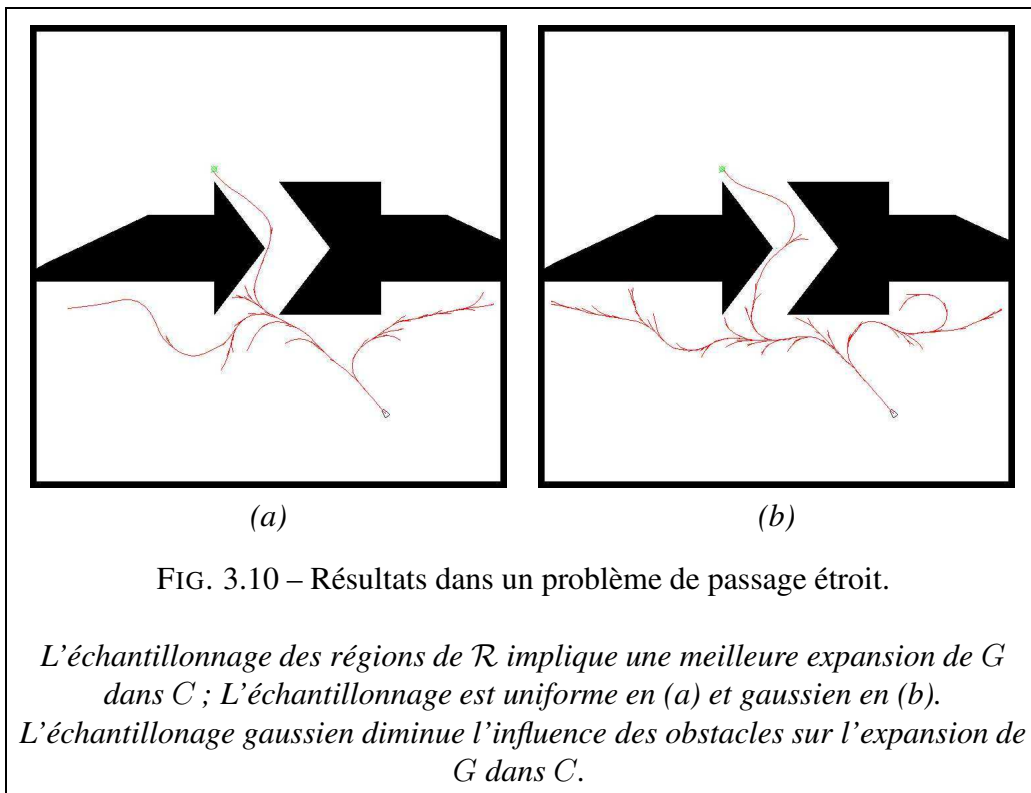 (a)
(b)
FIG. 3.10 – Résultats dans un problème de passage étroit.
L'échantillonnage des régions de R implique une meilleure expansion de G
dans C ; L'échantillonnage est uniforme en (a) et gaussien en (b).
L'échantillonage gaussien diminue l'influence des obstacles sur l'expansion de
G dans C.